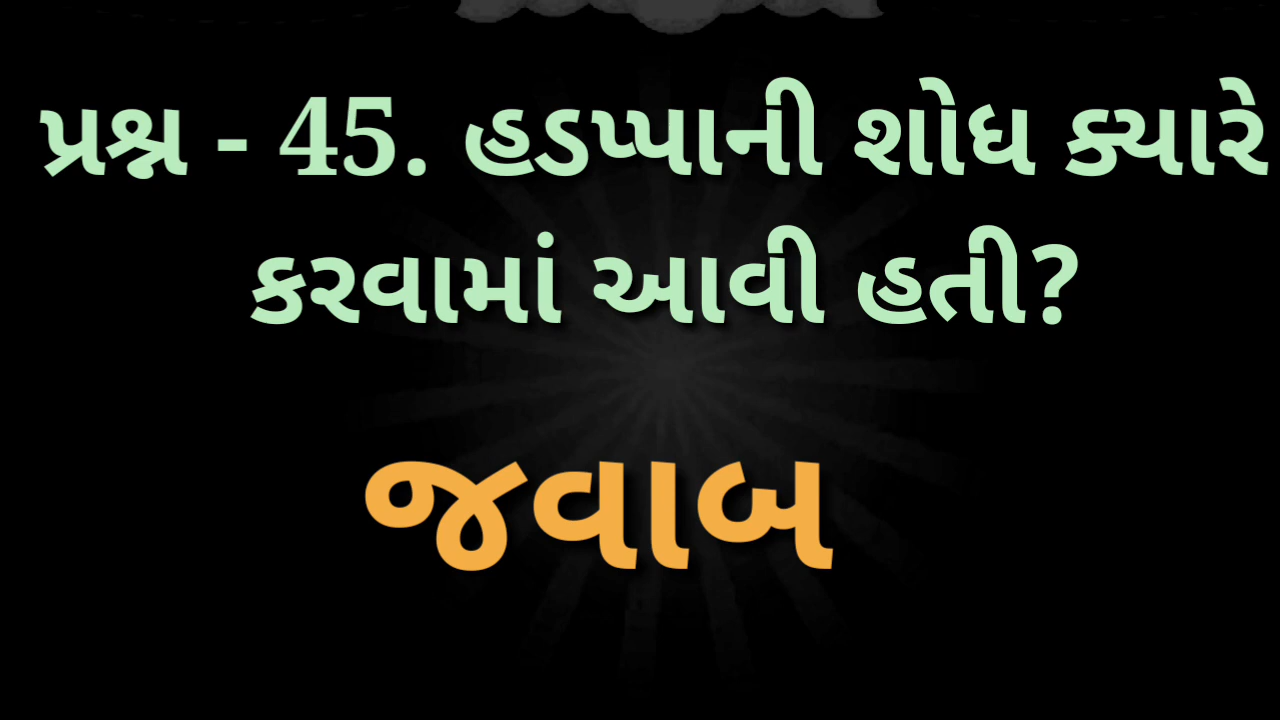 પ્રશ્ન - 45. હડપ્પાની શોધ ક્યારે
કરવામાં આવી હતી?
જવાબ